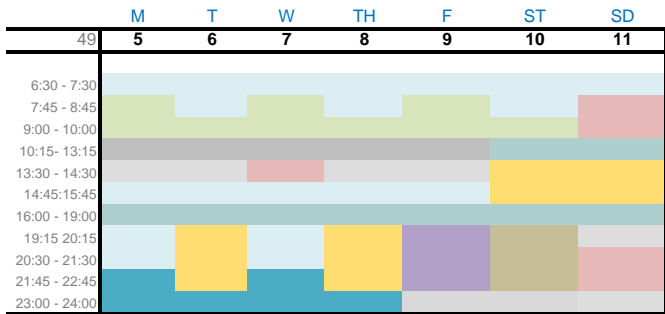 M T W TH F ST SD
49 5 6 7 8 9 10 11
6:30 - 7:30
7:45 - 8:45
9:00 - 10:00
10:15- 13:15
13:30 - 14:30
14:45:15:45
16:00 - 19:00
19:15 20:15
20:30 - 21:30
21:45 - 22:45
23:00 - 24:00